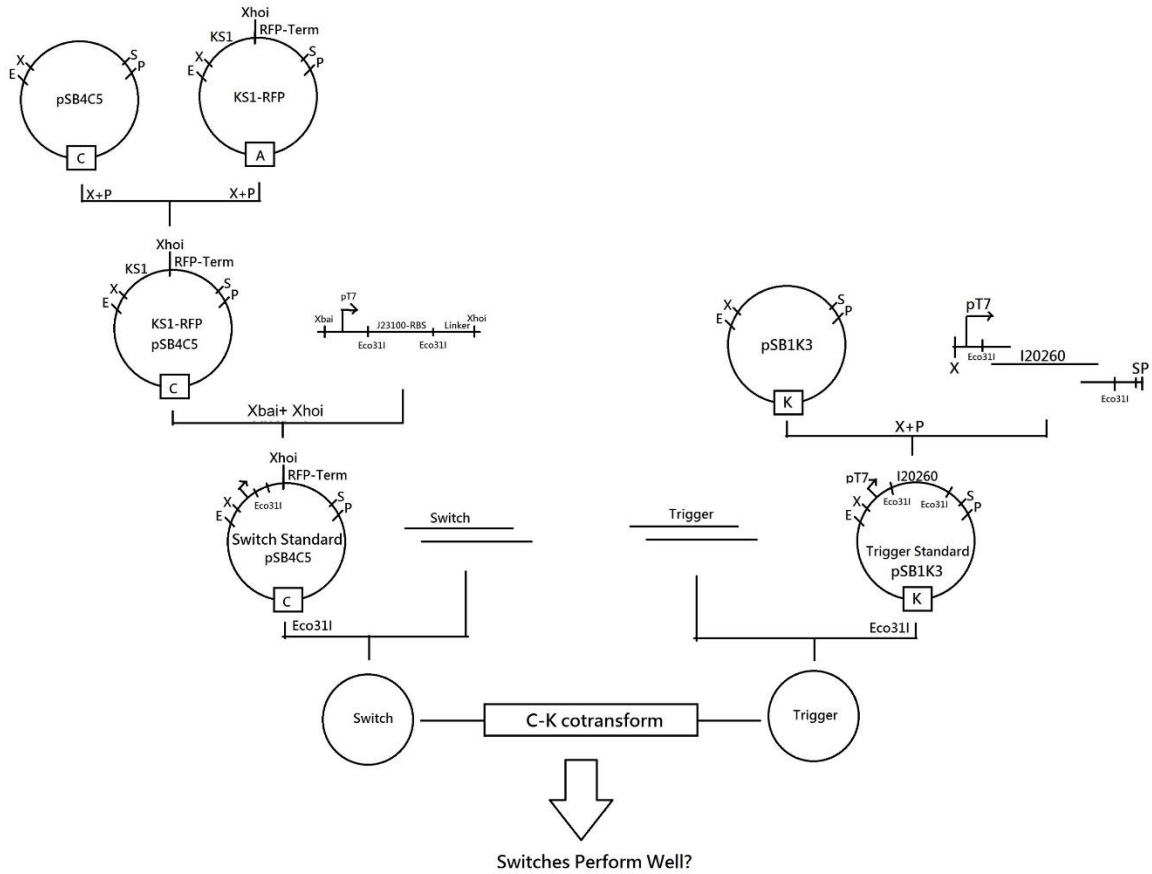 Xhoi
KS1
RFP-Term
X
E
S
P
pSB4C5
C
X
E
S
P
KS1-RFP
A
X+P
X+P
Xhoi
KS1
RFP-Term
X
E
S
P
KS1-RFP
pSB4C5
C
pT7
Xbai
J23100-RBS
Linker
Xhoi
Eco31I
Eco31I
X
E
S
P
pSB1K3
K
pT7
Eco31I
X
I20260
SP
Eco31I
Xbai+ Xhoi
X+P
Xhoi
RFP-Term
Eco31I
X
E
S
P
Switch Standard
pSB4C5
C
Switch
Trigger
pT7
I20260
Eco31I
Eco31I
X
E
S
P
Trigger Standard
pSB1K3
K
Eco31I
Eco31I
Switch
C-K cotransform
Trigger
Switches Perform Well?